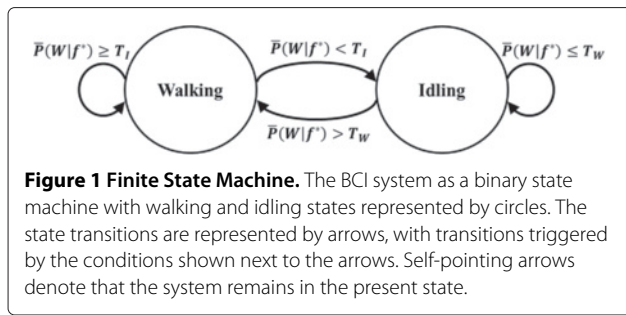 P̅(W|f*) ≥ T_I
P̅(W|f*) < T_I
P̅(W|f*) ≤ T_W
Walking
Idling
P̅(W|f*) > T_W
Figure 1 Finite State Machine. The BCI system as a binary state
machine with walking and idling states represented by circles. The
state transitions are represented by arrows, with transitions triggered
by the conditions shown next to the arrows. Self-pointing arrows
denote that the system remains in the present state.